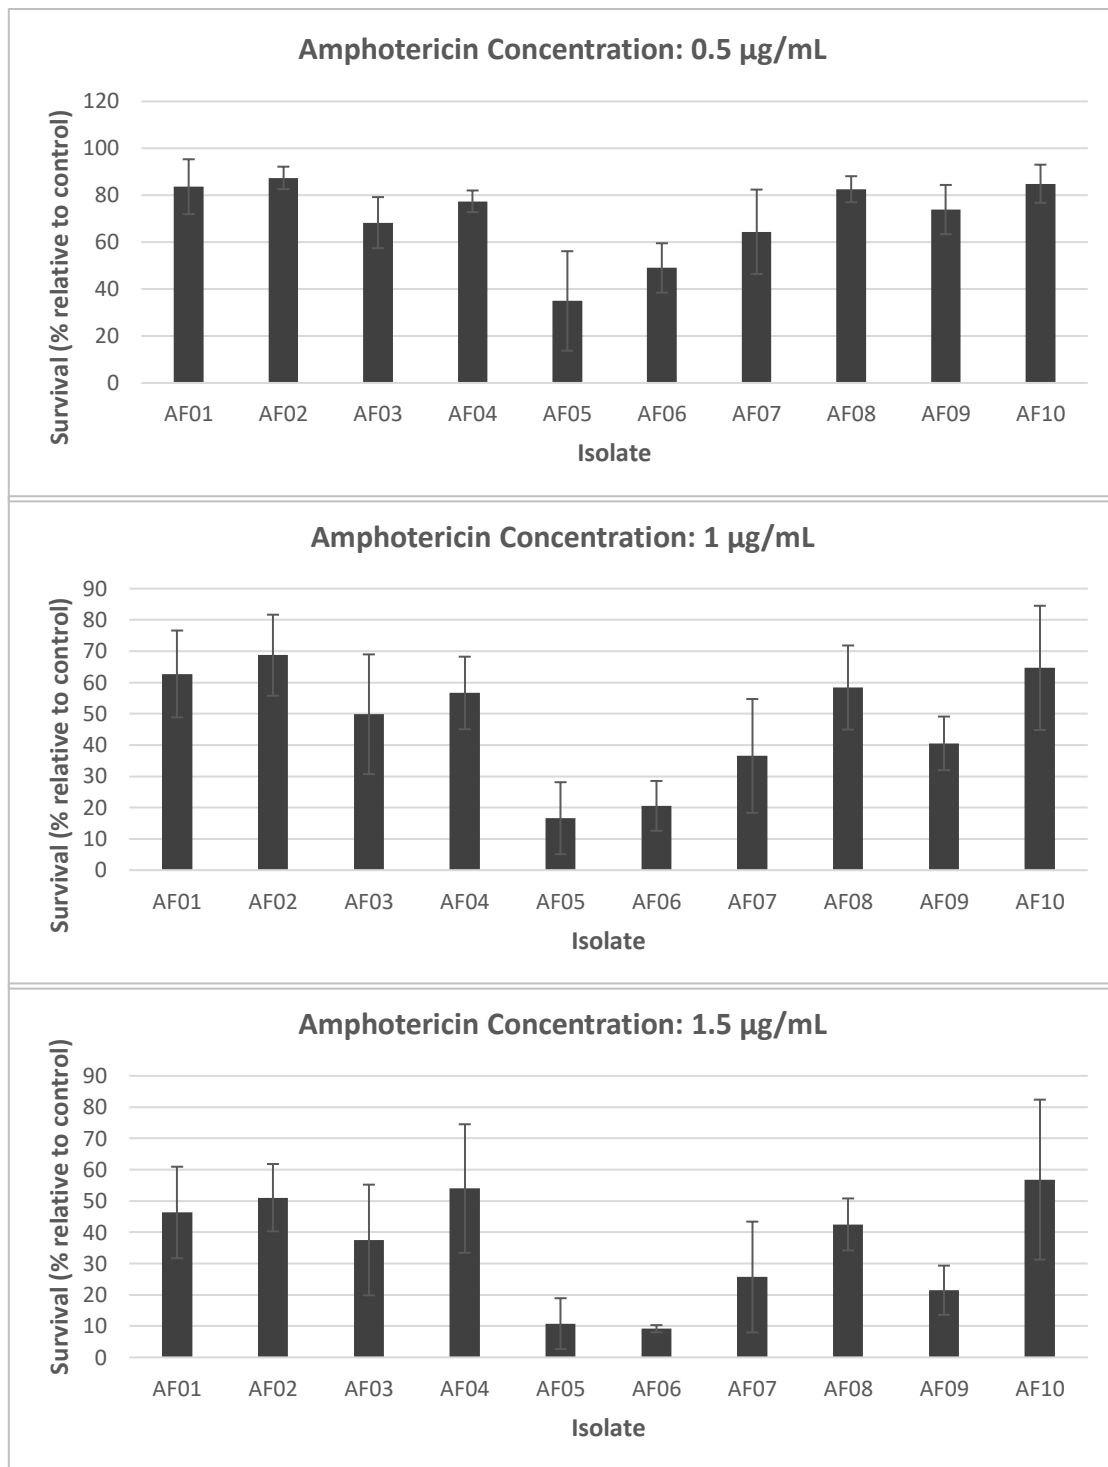 Amphotericin Concentration: 0.5 µg/mL
Survival (% relative to control)
120
100
80
60
40
20
0
AF01 AF02 AF03 AF04 AF05 AF06 AF07 AF08 AF09 AF10
Isolate
Amphotericin Concentration: 1 µg/mL
Survival (% relative to control)
90
80
70
60
50
40
30
20
10
0
AF01 AF02 AF03 AF04 AF05 AF06 AF07 AF08 AF09 AF10
Isolate
Amphotericin Concentration: 1.5 µg/mL
Survival (% relative to control)
90
80
70
60
50
40
30
20
10
0
AF01 AF02 AF03 AF04 AF05 AF06 AF07 AF08 AF09 AF10
Isolate